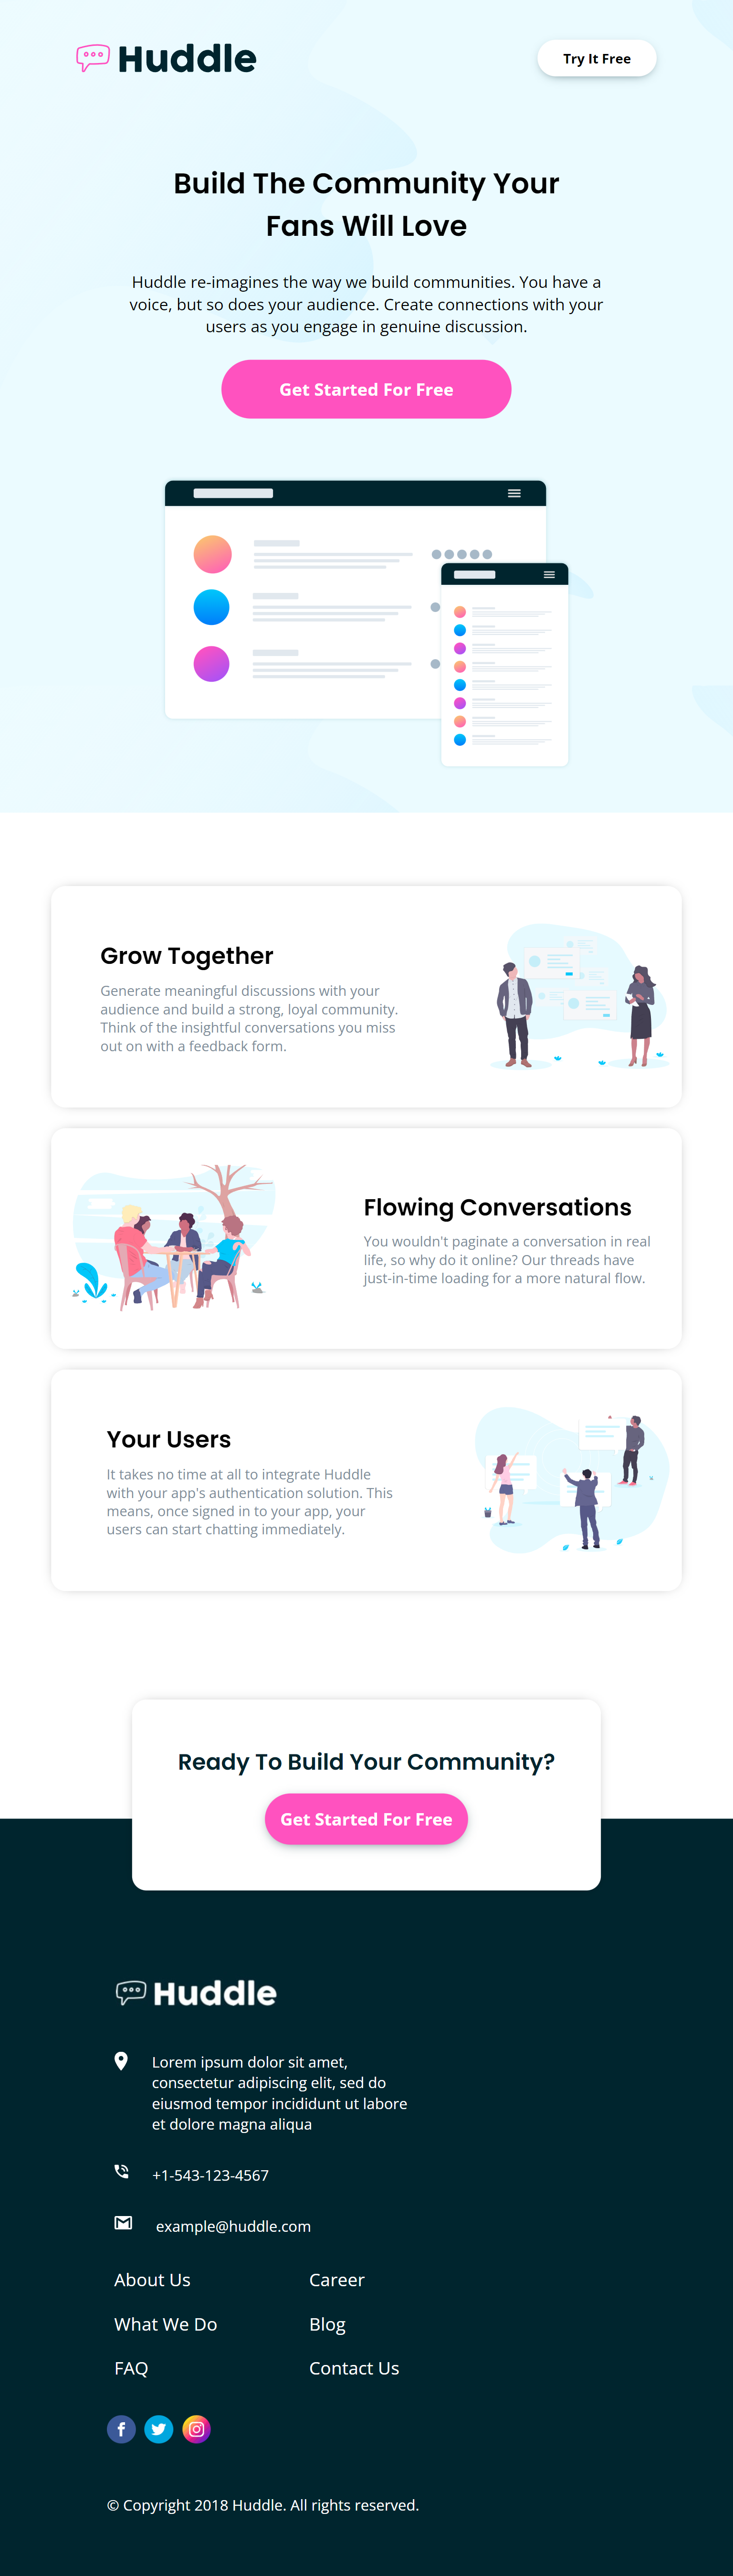 Huddle
Try It Free
Build The Community Your
Fans Will Love
Huddle re-imagines the way we build communities. You have a
voice, but so does your audience. Create connections with your
users as you engage in genuine discussion.
Get Started For Free
Grow Together
Generate meaningful discussions with your
audience and build a strong, loyal community.
Think of the insightful conversations you miss
out on with a feedback form.
Flowing Conversations
You wouldn't paginate a conversation in real
life, so why do it online? Our threads have
just-in-time loading for a more natural flow.
Your Users
It takes no time at all to integrate Huddle
with your app's authentication solution. This
means, once signed in to your app, your
users can start chatting immediately.
Ready To Build Your Community?
Get Started For Free
Huddle
Lorem ipsum dolor sit amet,
consectetur adipiscing elit, sed do
eiusmod tempor incididunt ut labore
et dolore magna aliqua
+1-543-123-4567
example@huddle.com
About Us
Career
What We Do
Blog
FAQ
Contact Us
© Copyright 2018 Huddle. All rights reserved.